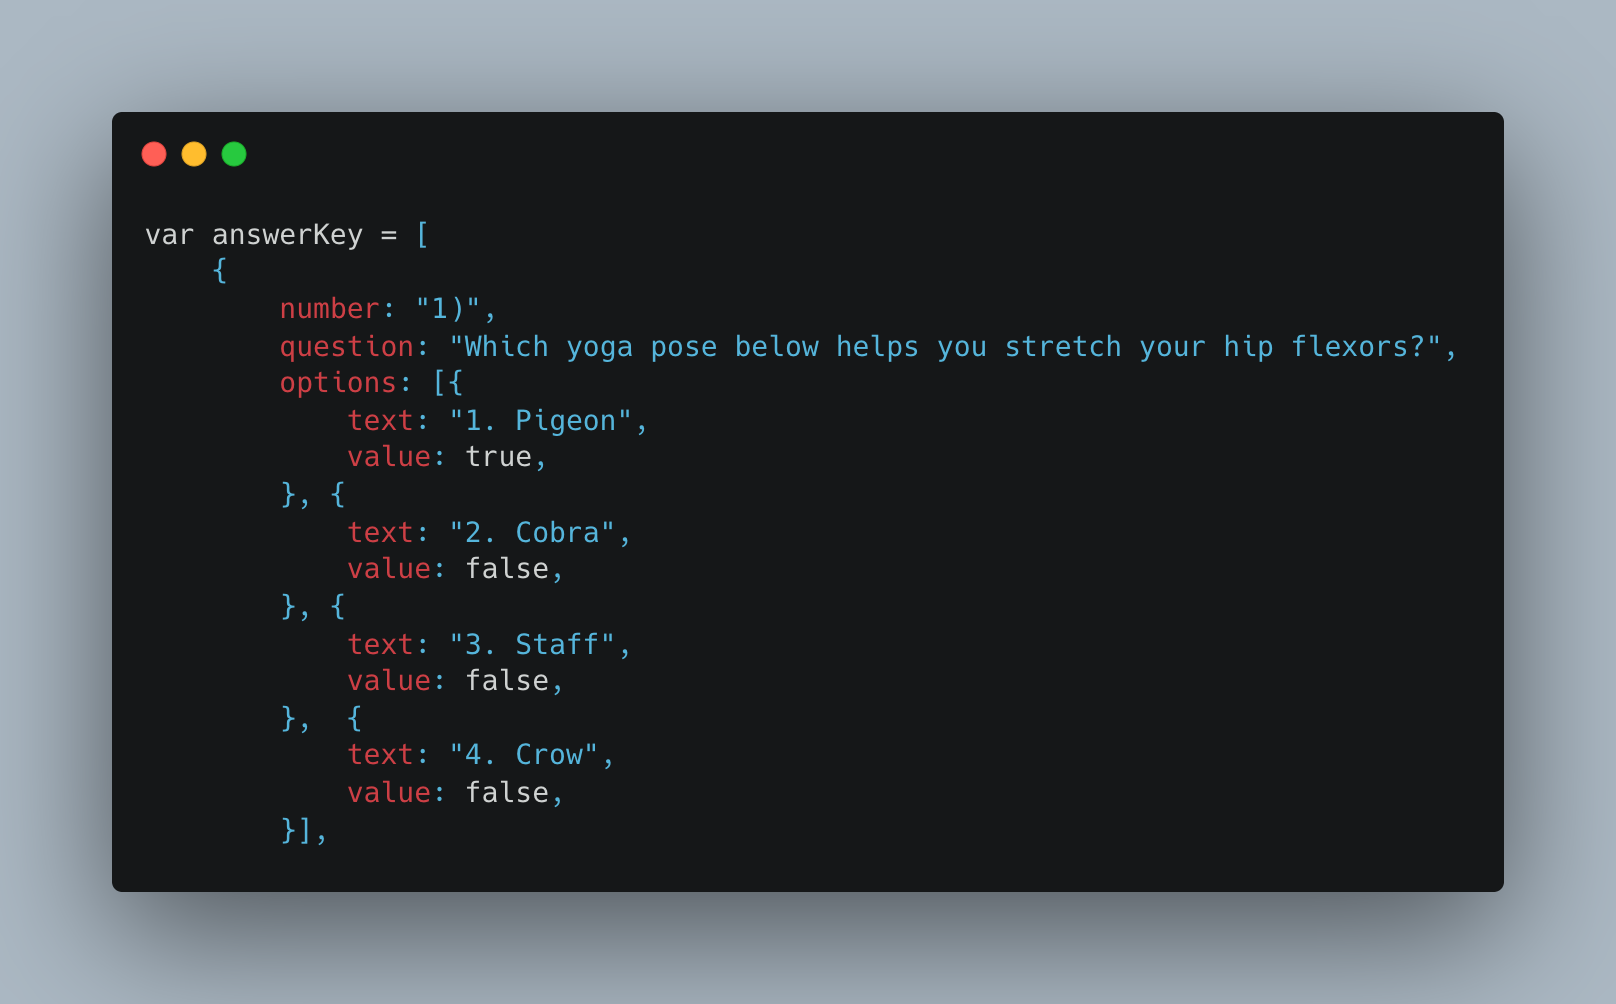 var answerKey = [
    {
        number: "1)",
        question: "Which yoga pose below helps you stretch your hip flexors?",
        options: [{
            text: "1. Pigeon",
            value: true,
        }, {
            text: "2. Cobra",
            value: false,
        }, {
            text: "3. Staff",
            value: false,
        },  {
            text: "4. Crow",
            value: false,
        }],